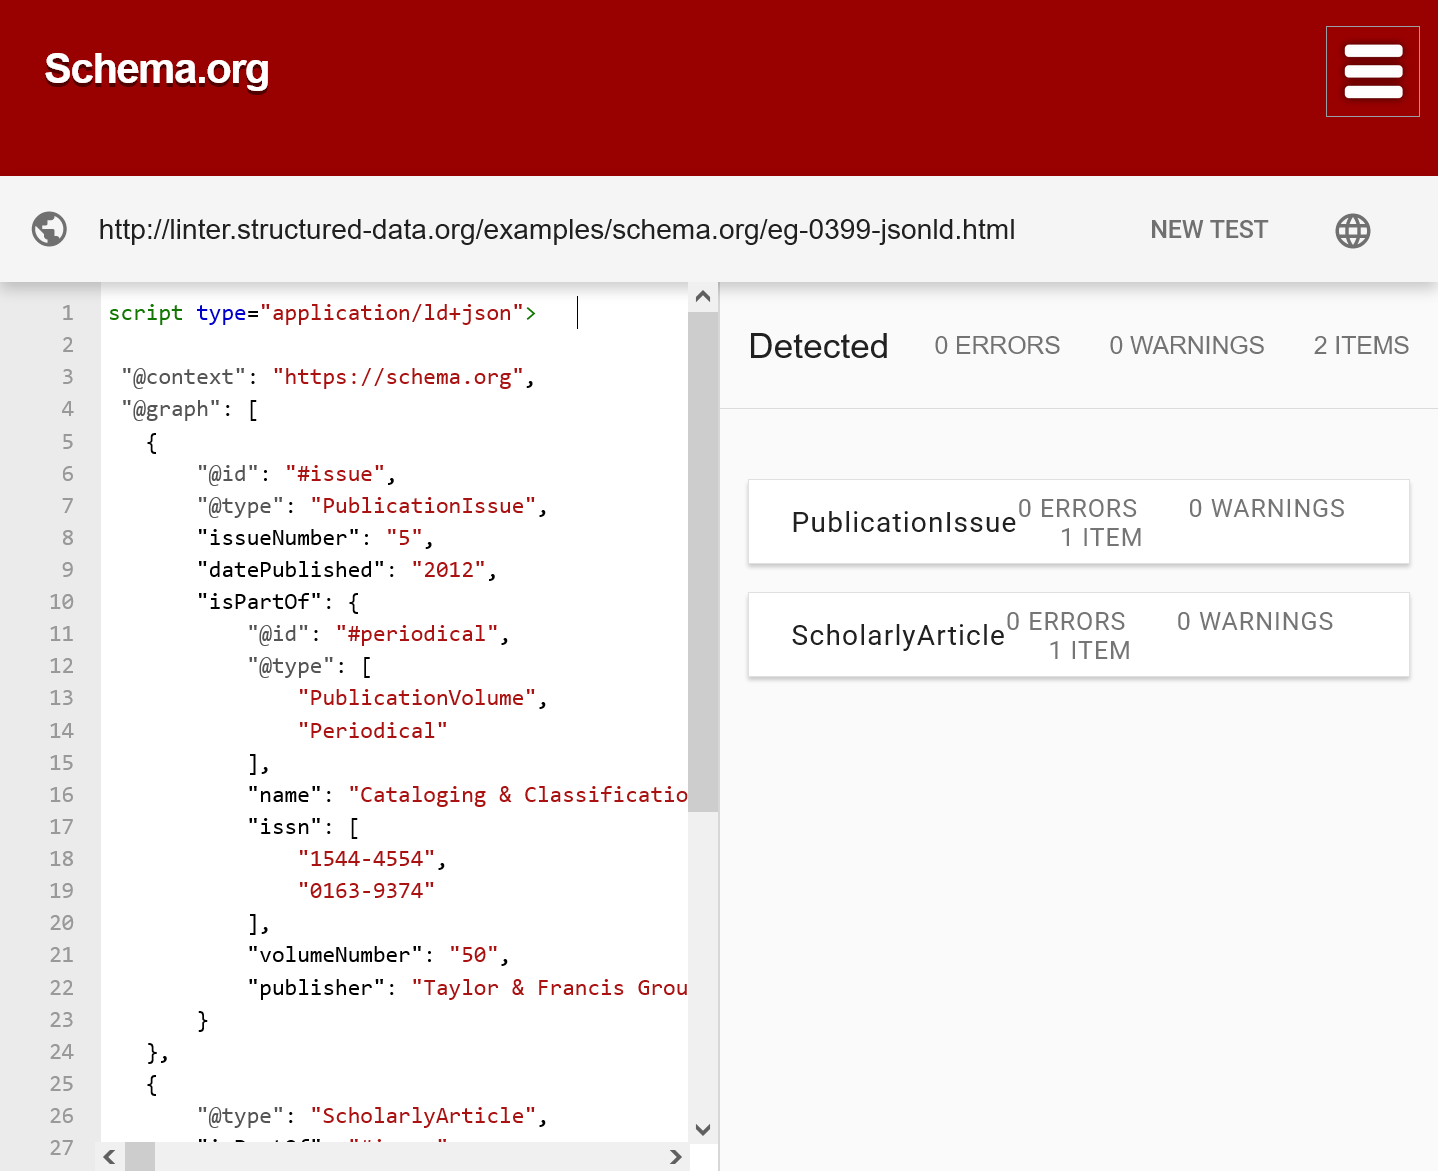 Schema.org
http://linter.structured-data.org/examples/schema.org/eg-0399-jsonld.html
NEW TEST
1 script type="application/ld+json">
2
3 "@context": "https://schema.org",
4 "@graph": [
5 {
6 "@id": "#issue",
7 "@type": "PublicationIssue",
8 "issueNumber": "5",
9 "datePublished": "2012",
10 "isPartOf": {
11 "@id": "#periodical",
12 "@type": [
13 "PublicationVolume",
14 "Periodical"
15 ],
16 "name": "Cataloging & Classificatio
17 "issn": [
18 "1544-4554",
19 "0163-9374"
20 ],
21 "volumeNumber": "50",
22 "publisher": "Taylor & Francis Grou
23 }
24 },
25 {
26 "@type": "ScholarlyArticle",
27
Detected 0 ERRORS 0 WARNINGS 2 ITEMS
PublicationIssue 0 ERRORS 0 WARNINGS
1 ITEM
ScholarlyArticle 0 ERRORS 0 WARNINGS
1 ITEM